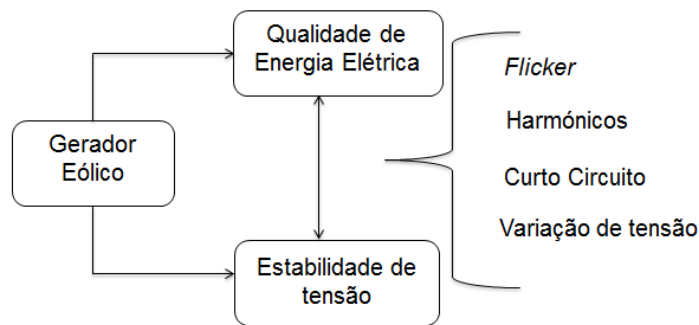 Qualidade de
Energia Elétrica
Gerador
Eólico
Estabilidade de
tensão
Flicker
Harmónicos
Curto Circuito
Variação de tensão